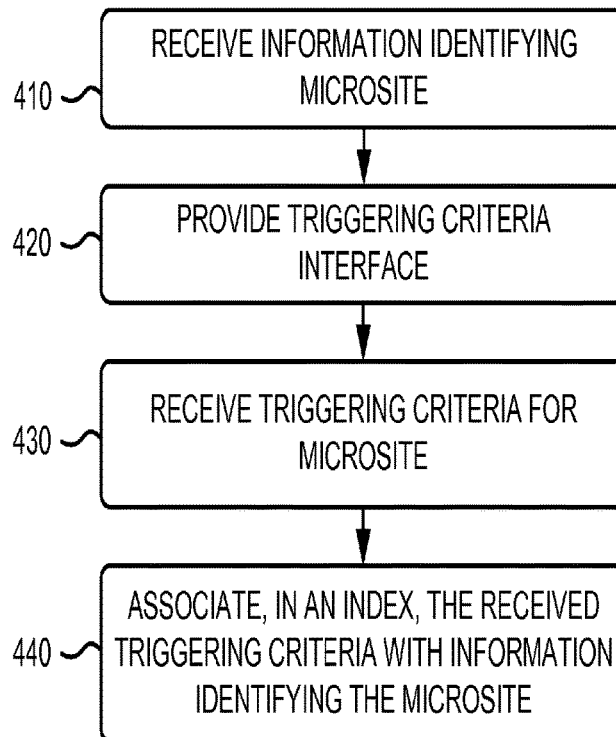 RECEIVE INFORMATION IDENTIFYING
MICROSITE
410
PROVIDE TRIGGERING CRITERIA
INTERFACE
420
RECEIVE TRIGGERING CRITERIA FOR
MICROSITE
430
ASSOCIATE, IN AN INDEX, THE RECEIVED
TRIGGERING CRITERIA WITH INFORMATION
IDENTIFYING THE MICROSITE
440